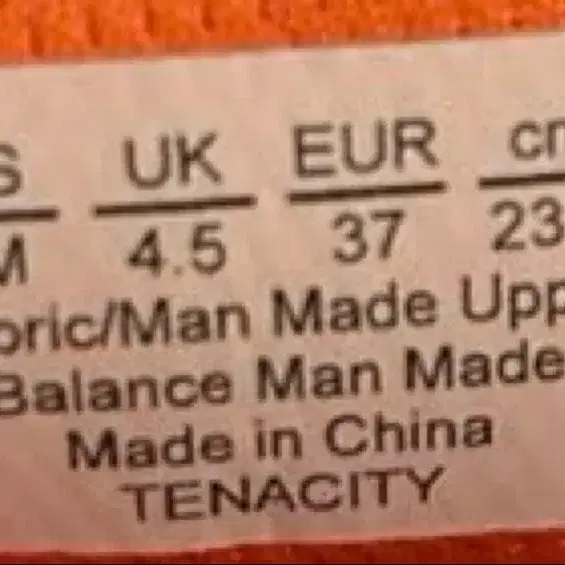 S UK EUR cm
M 4.5 37 23
bric/Man Made Upp
Balance Man Made
Made in China
TENACITY